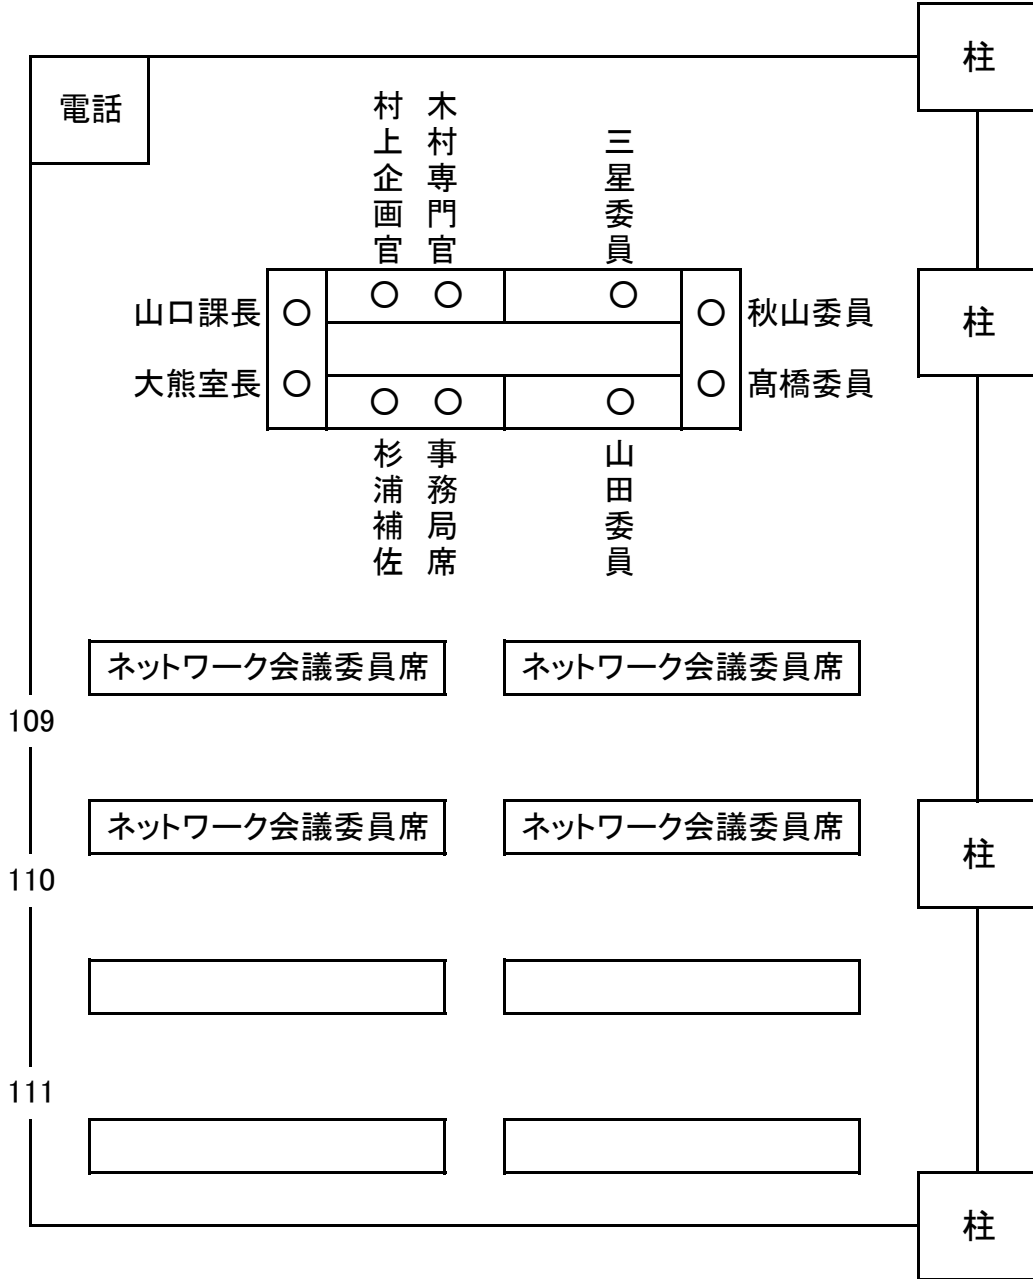 柱
電話
村上企画官
木村専門官
三星委員
山口課長
秋山委員
柱
大熊室長
髙橋委員
杉浦補佐
事務局席
山田委員
ネットワーク会議委員席
ネットワーク会議委員席
109
ネットワーク会議委員席
ネットワーク会議委員席
柱
110
111
柱